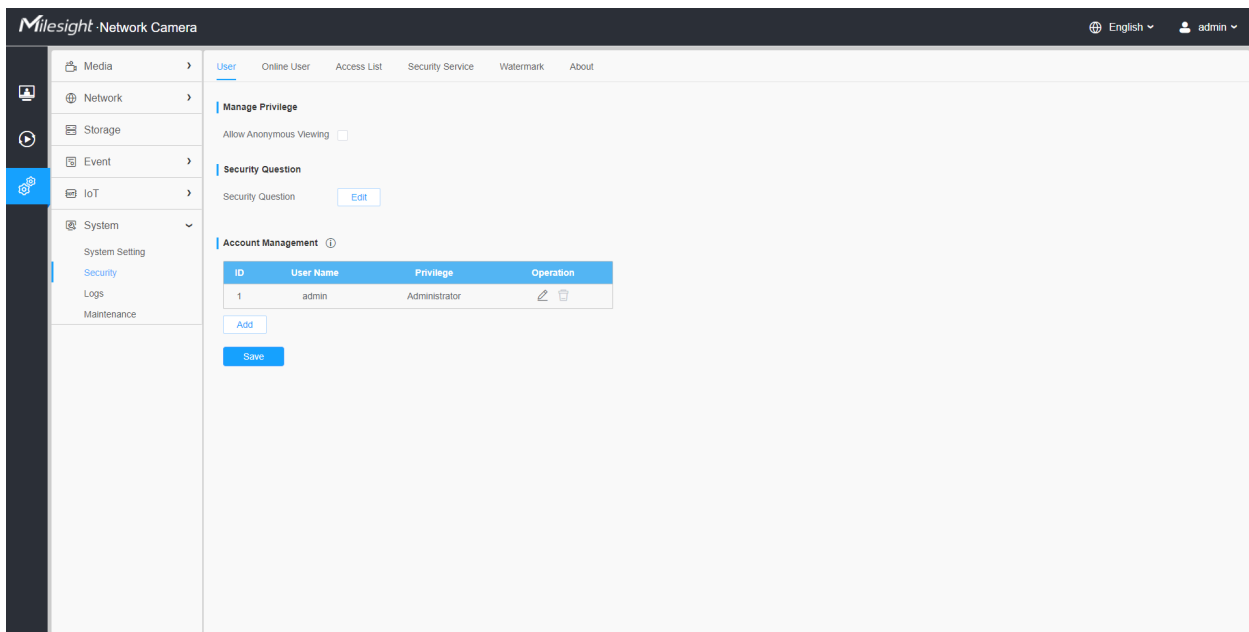 Milesight·Network Camera
English
admin
Media
Network
Storage
Event
IoT
System
System Setting
Security
Logs
Maintenance
User Online User Access List Security Service Watermark About
Manage Privilege
Allow Anonymous Viewing
Security Question
Security Question Edit
Account Management
ID User Name Privilege Operation
1 admin Administrator
Add
Save